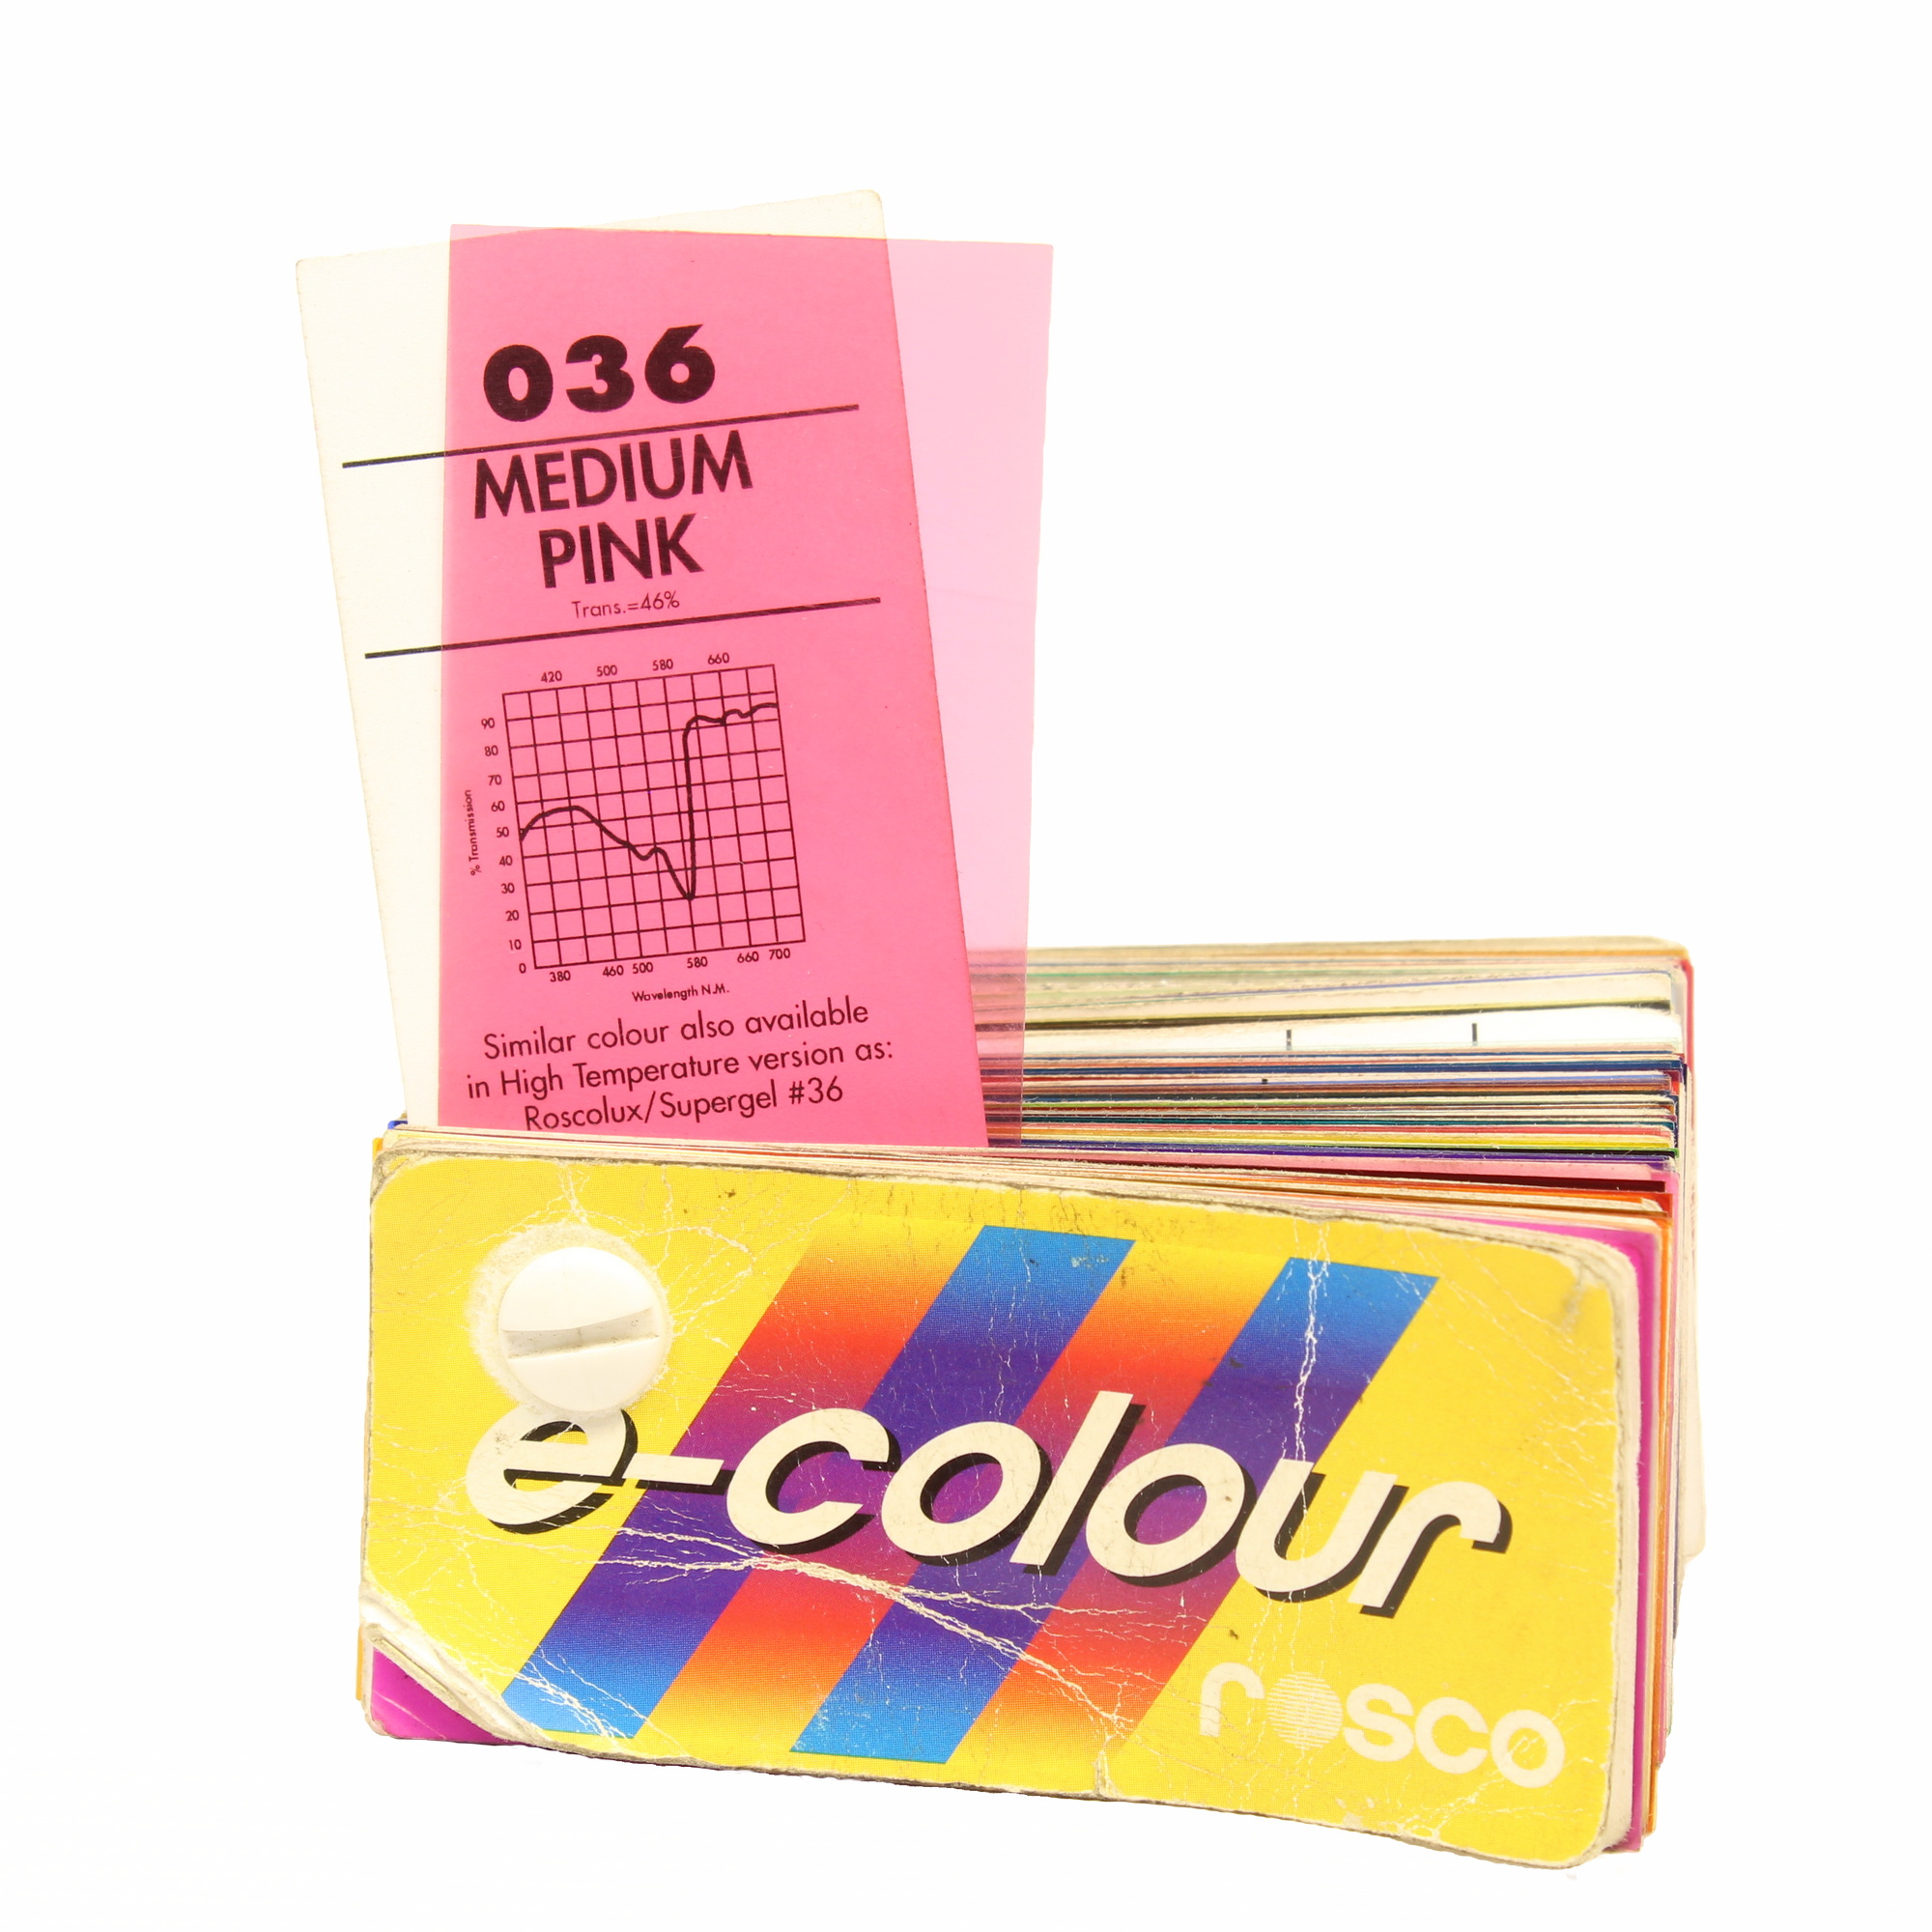 036
MEDIUM
PINK
Trans.=46%
420 500 580 660
90
80
70
60
50
40
30
20
10
0
% Transmission
380 460 500 580 660 700
Wavelength N.M.
Similar colour also available
in High Temperature version as:
Roscolux/Supergel #36
e-colour
rosco